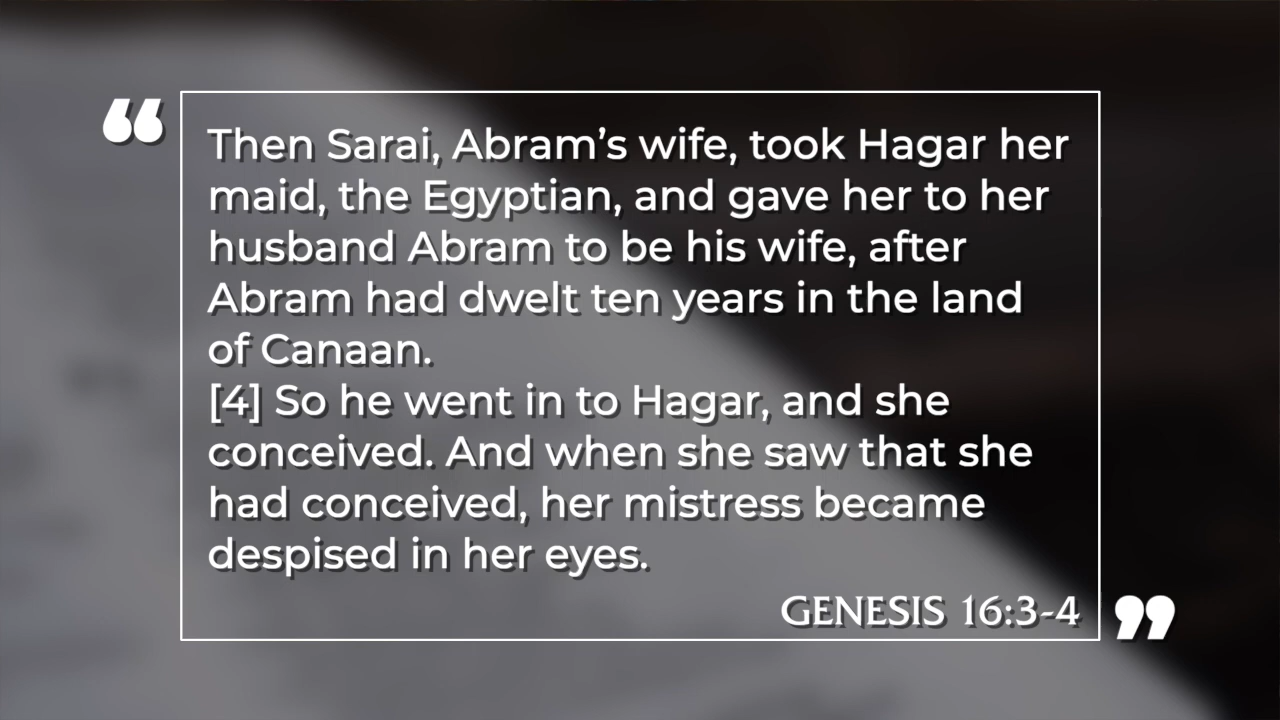 Then Sarai, Abram’s wife, took Hagar her
maid, the Egyptian, and gave her to her
husband Abram to be his wife, after
Abram had dwelt ten years in the land
of Canaan.
[4] So he went in to Hagar, and she
conceived. And when she saw that she
had conceived, her mistress became
despised in her eyes.
GENESIS 16:3-4